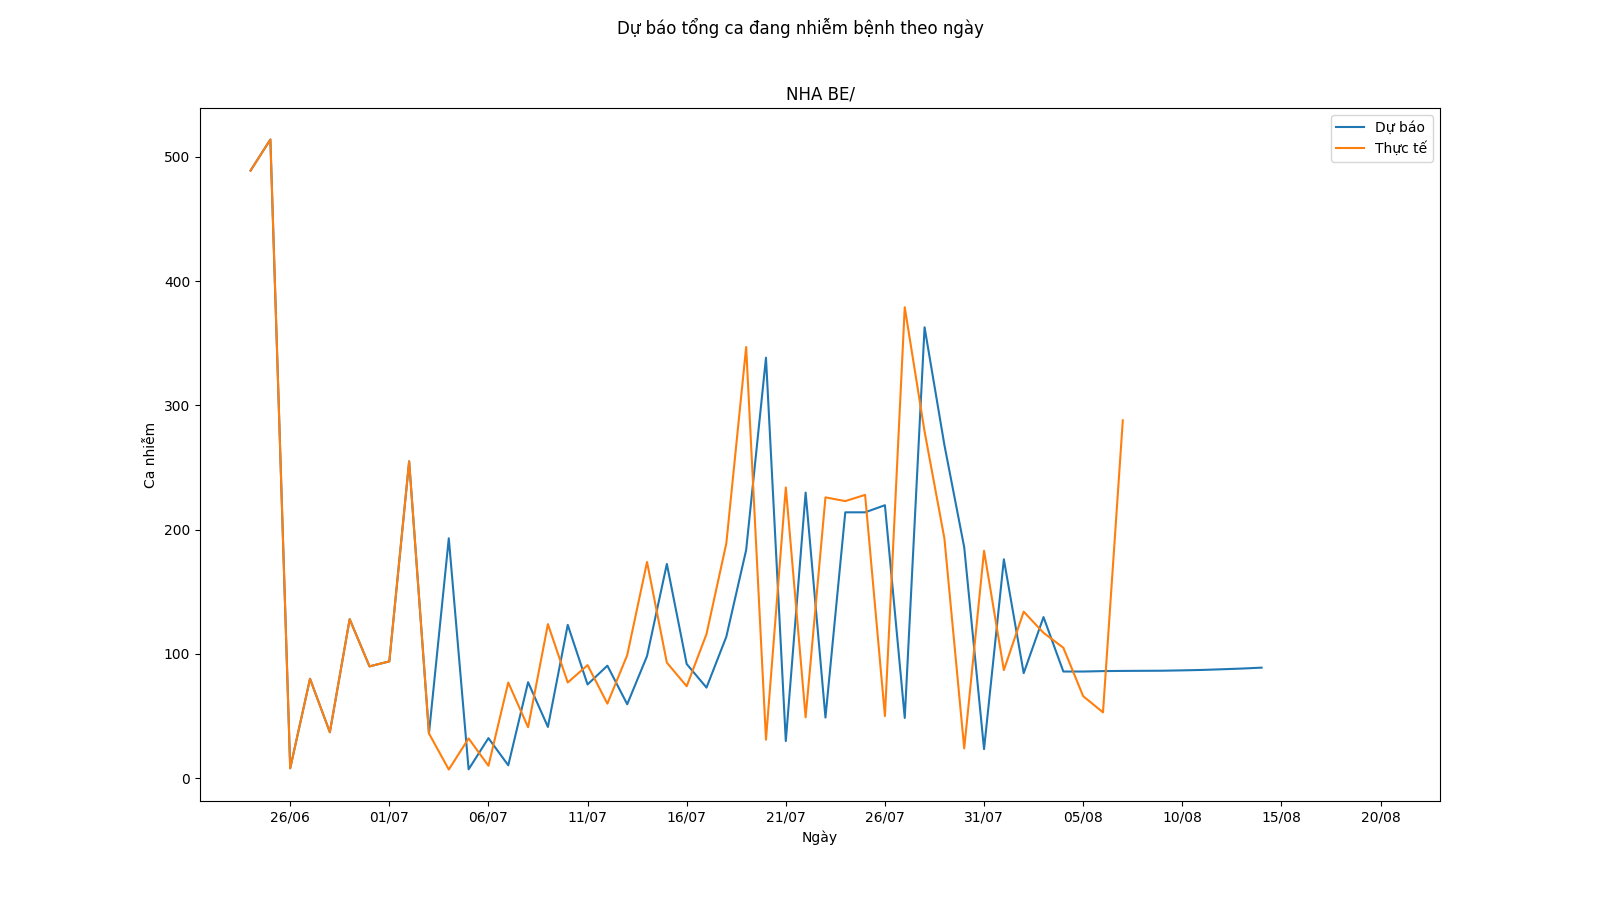 Dự báo tổng ca đang nhiễm bệnh theo ngày
NHA BE/
Dự báo
Thực tế
500
400
300
200
100
0
Ca nhiễm
26/06 01/07 06/07 11/07 16/07 21/07 26/07 31/07 05/08 10/08 15/08 20/08
Ngày